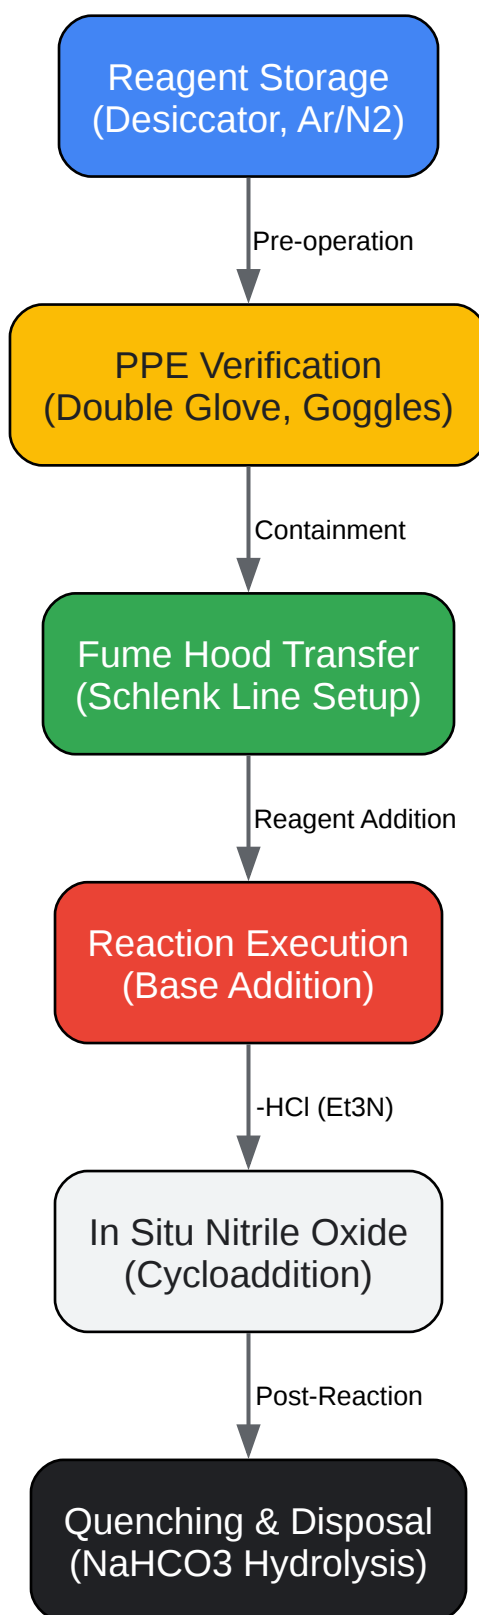 Reagent Storage
(Desiccator, Ar/N2)
Pre-operation
PPE Verification
(Double Glove, Goggles)
Containment
Fume Hood Transfer
(Schlenk Line Setup)
Reagent Addition
Reaction Execution
(Base Addition)
-HCl (Et3N)
In Situ Nitrile Oxide
(Cycloaddition)
Post-Reaction
Quenching & Disposal
(NaHCO3 Hydrolysis)